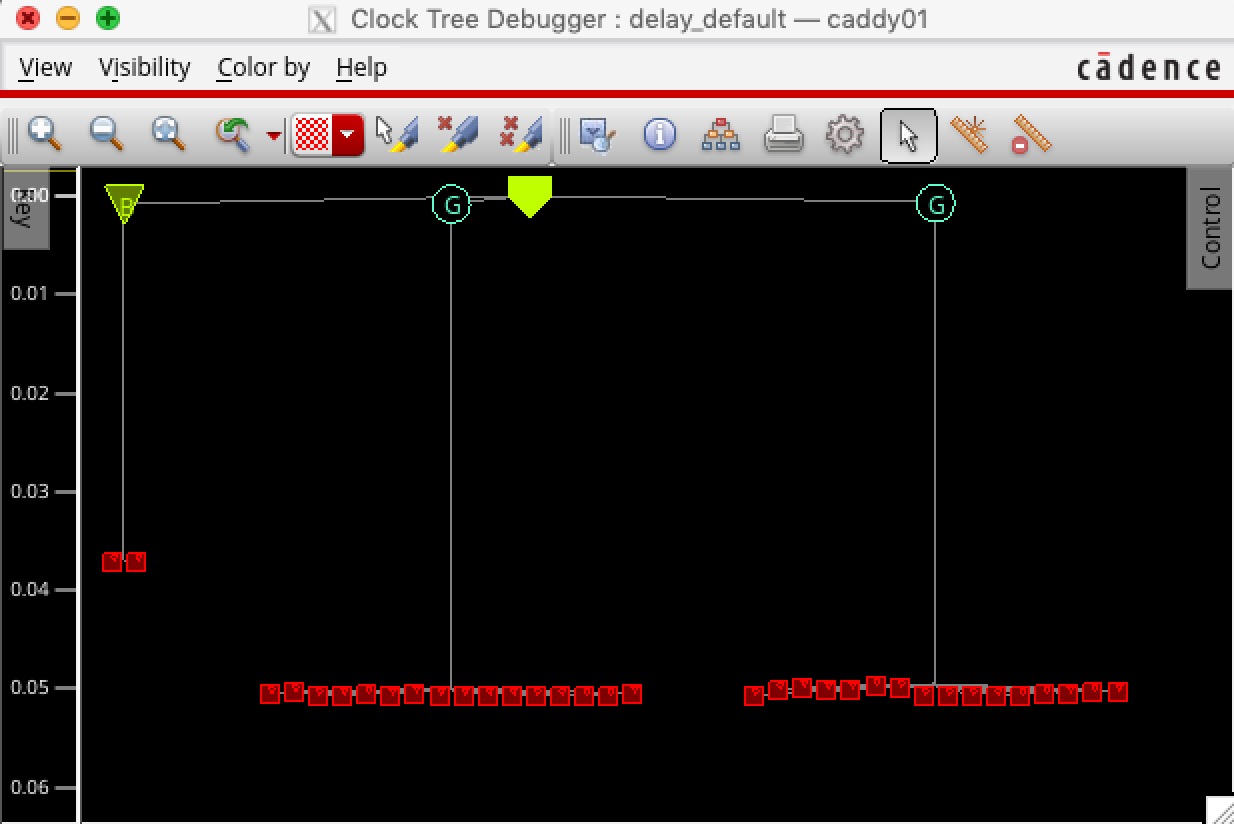 Clock Tree Debugger : delay_default — caddy01
View Visibility Color by Help
cādence
0.00
Key
B
G
G
Control
0.01
0.02
0.03
0.04
0.05
0.06